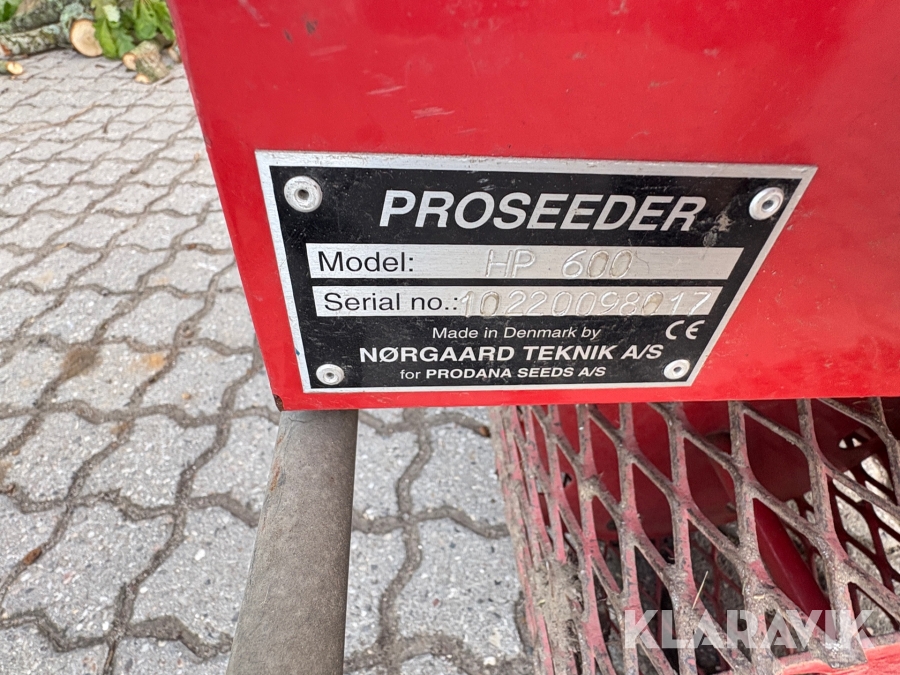 PROSEEDER
Model: HP 600
Serial no.: 10220098017
Made in Denmark by CE
NØRGAARD TEKNIK A/S
for PRODANA SEEDS A/S
KLARAVIK